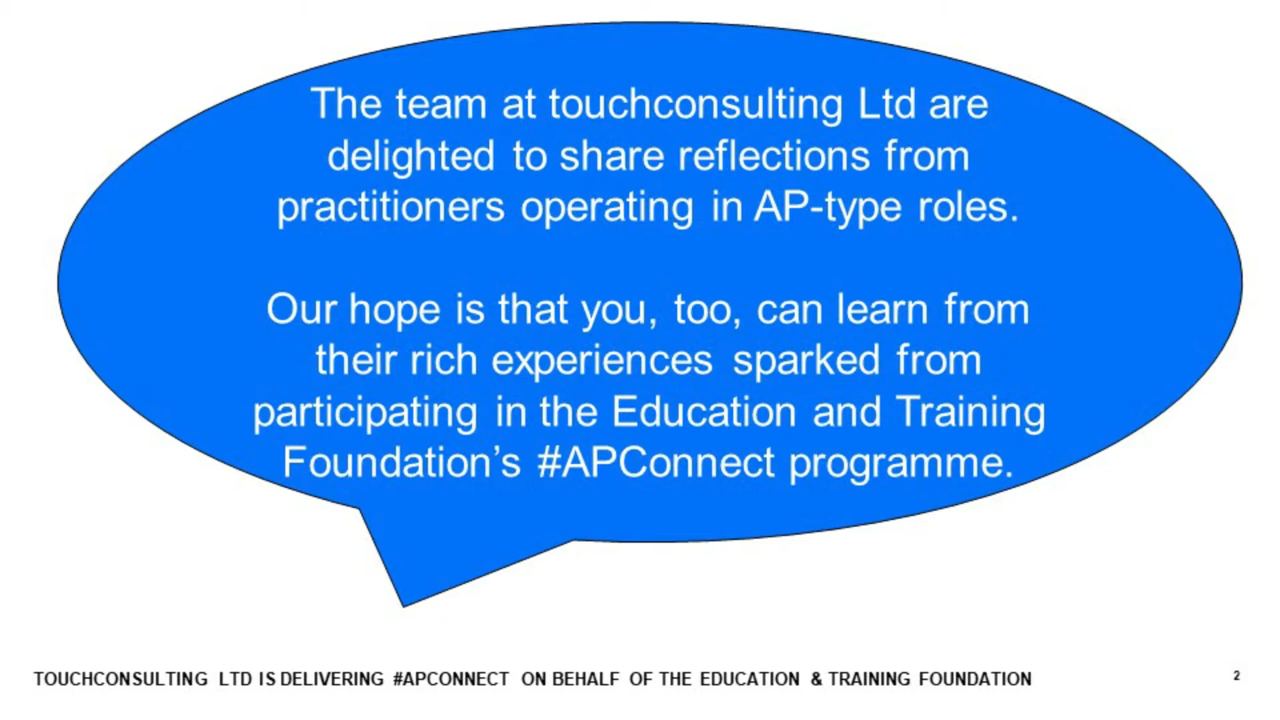 The team at touchconsulting Ltd are
delighted to share reflections from
practitioners operating in AP-type roles.
Our hope is that you, too, can learn from
their rich experiences sparked from
participating in the Education and Training
Foundation’s #APConnect programme.
TOUCHCONSULTING LTD IS DELIVERING #APCONNECT ON BEHALF OF THE EDUCATION & TRAINING FOUNDATION
2